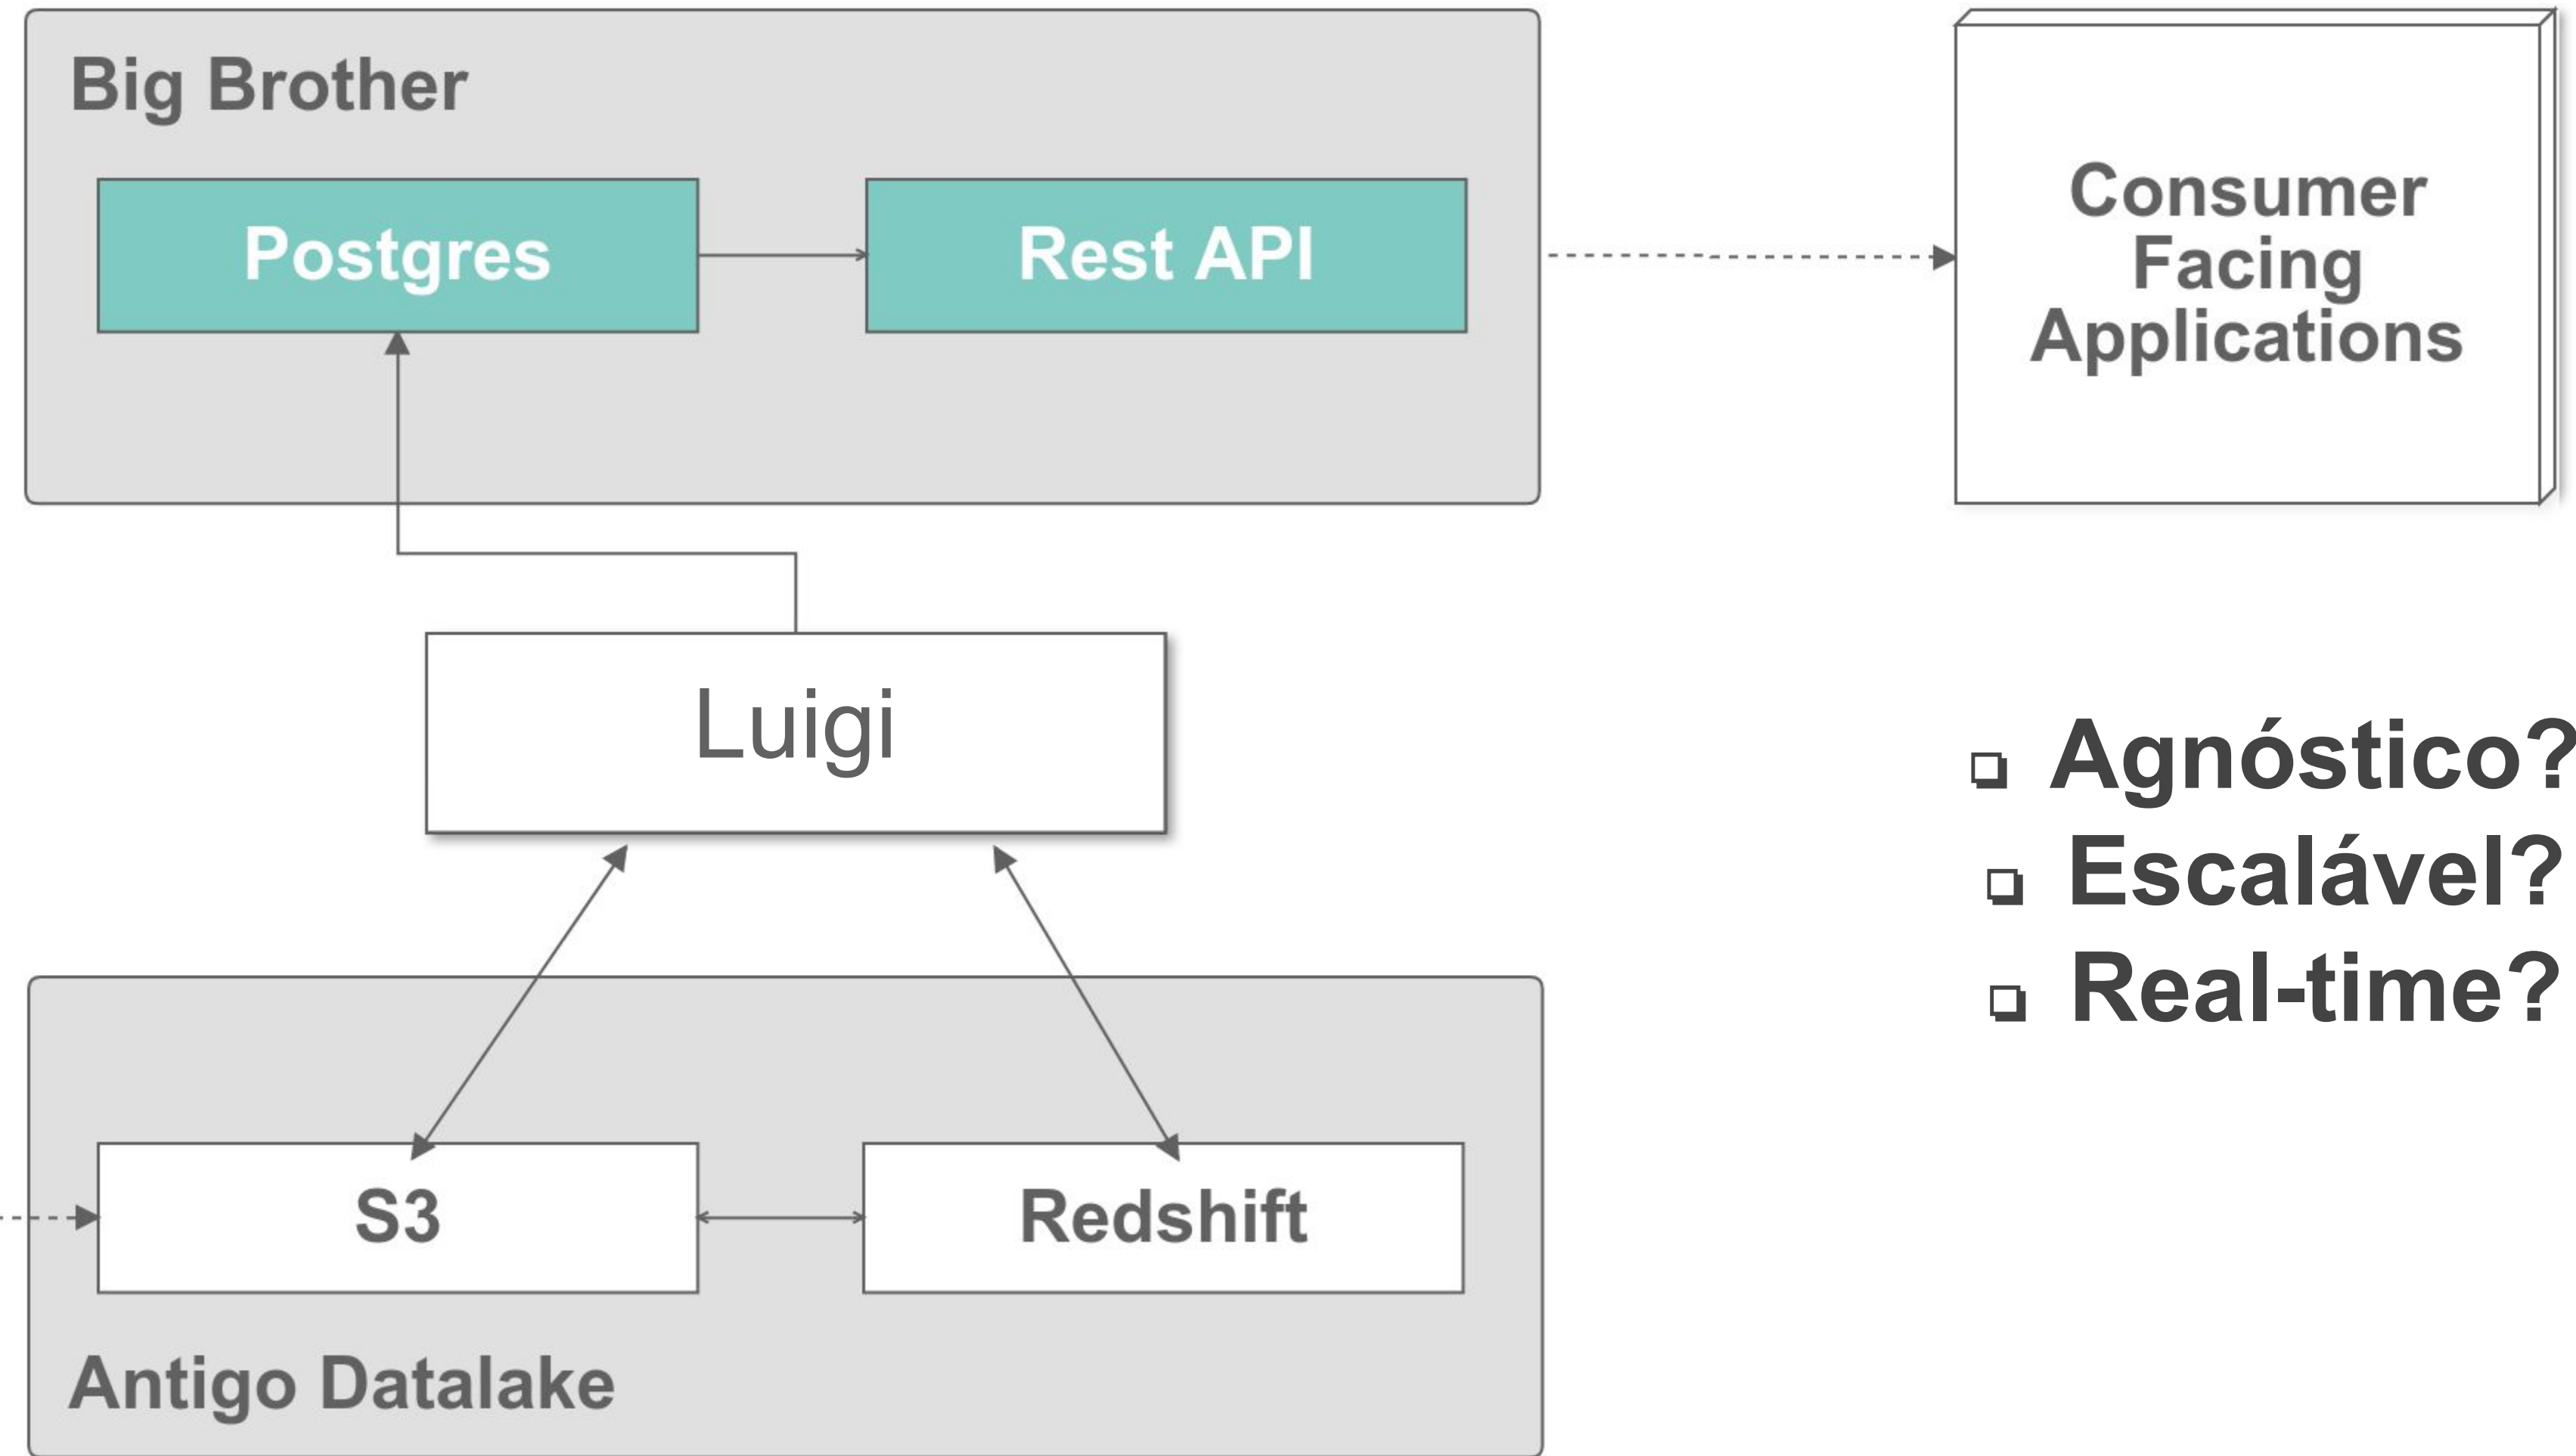 Big Brother
Postgres
Rest API
Consumer
Facing
Applications
Luigi
Agnóstico?
Escalável?
Real-time?
S3
Redshift
Antigo Datalake